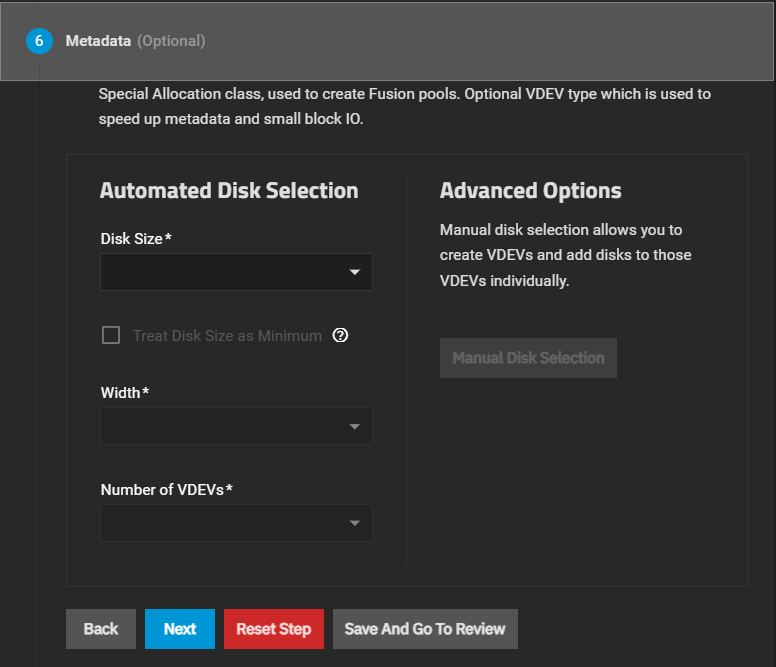 6 Metadata (Optional)
Special Allocation class, used to create Fusion pools. Optional VDEV type which is used to
speed up metadata and small block IO.
Automated Disk Selection
Disk Size*
Treat Disk Size as Minimum ?
Width*
Number of VDEVs*
Advanced Options
Manual disk selection allows you to
create VDEVs and add disks to those
VDEVs individually.
Manual Disk Selection
Back Next Reset Step Save And Go To Review